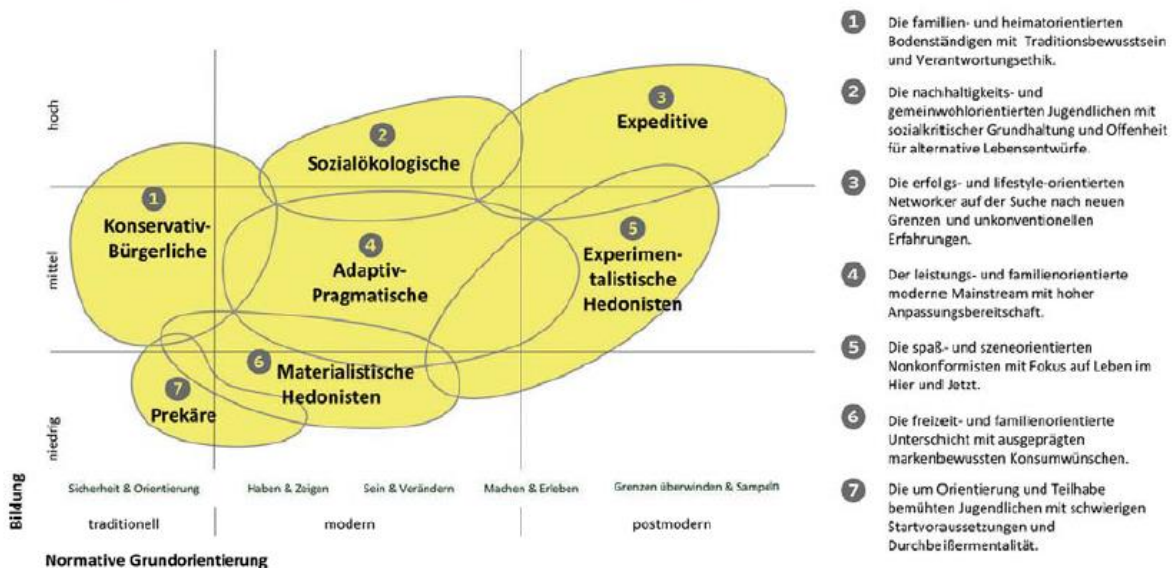 hoch
mittel
niedrig
Bildung
1
Konservativ-
Bürgerliche
2
Sozialökologische
3
Expeditive
4
Adaptiv-
Pragmatische
5
Experimen-
talistische
Hedonisten
6
Materialistische
Hedonisten
7
Prekäre
Sicherheit & Orientierung
Haben & Zeigen
Sein & Verändern
Machen & Erleben
Grenzen überwinden & Sampeln
traditionell
modern
postmodern
Normative Grundorientierung
1
Die familien- und heimatorientierten
Bodenständigen mit Traditionsbewusstsein
und Verantwortungsethik.
2
Die nachhaltigkeits- und
gemeinwohlorientierten Jugendlichen mit
sozialkritischer Grundhaltung und Offenheit
für alternative Lebensentwürfe.
3
Die erfolgs- und lifestyle-orientierten
Networker auf der Suche nach neuen
Grenzen und unkonventionellen
Erfahrungen.
4
Der leistungs- und familienorientierte
moderne Mainstream mit hoher
Anpassungsbereitschaft.
5
Die spaß- und szeneorientierten
Nonkonformisten mit Fokus auf Leben im
Hier und Jetzt.
6
Die freizeit- und familienorientierte
Unterschicht mit ausgeprägten
markenbewussten Konsumwünschen.
7
Die um Orientierung und Teilhabe
bemühten Jugendlichen mit schwierigen
Startvoraussetzungen und
Durchbeißermentalität.